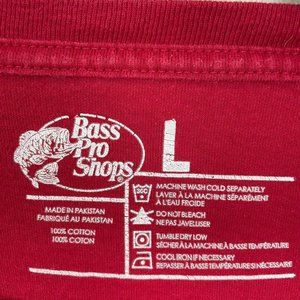 Bass
Pro
Shops
L
MADE IN PAKISTAN
FABRIQUÉ AU PAKISTAN
100% COTTON
100% COTTON
30C
MACHINE WASH COLD SEPARATELY
LAVER À LA MACHINE SÉPARÉMENT
À L'EAU FROIDE
DO NOT BLEACH
NE PAS JAVELLISER
TUMBLE DRY LOW
SÉCHER À LA MACHINE À BASSE TEMPÉRATURE
COOL IRON IF NECESSARY
REPASSER À BASSE TEMPÉRATURE SI NÉCESSAIRE